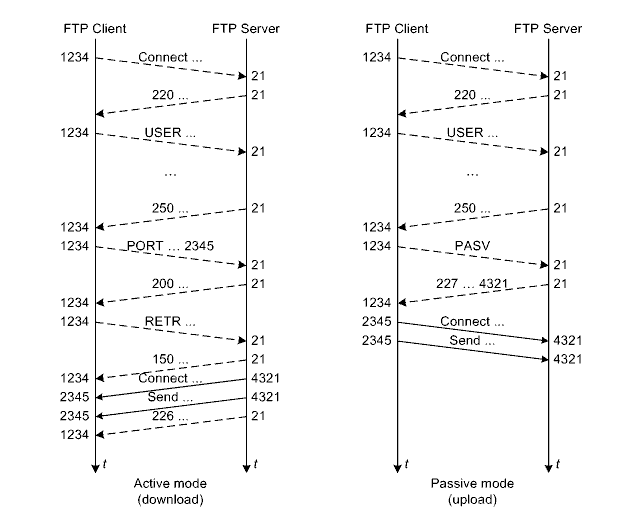 FTP Client FTP Server
1234 Connect ...
21
220 ... 21
1234 USER ...
21
...
250 ... 21
1234
1234 PORT ... 2345
21
200 ... 21
1234
1234 RETR ...
21
150 ... 21
1234 Connect ... 4321
2345 Send ... 4321
2345 226 ... 21
1234
t
Active mode
(download)
FTP Client FTP Server
1234 Connect ...
21
220 ... 21
1234 USER ...
21
...
250 ... 21
1234
1234 PASV
21
227 ... 4321 21
1234
2345 Connect ...
2345 Send ... 4321
4321
t
Passive mode
(upload)